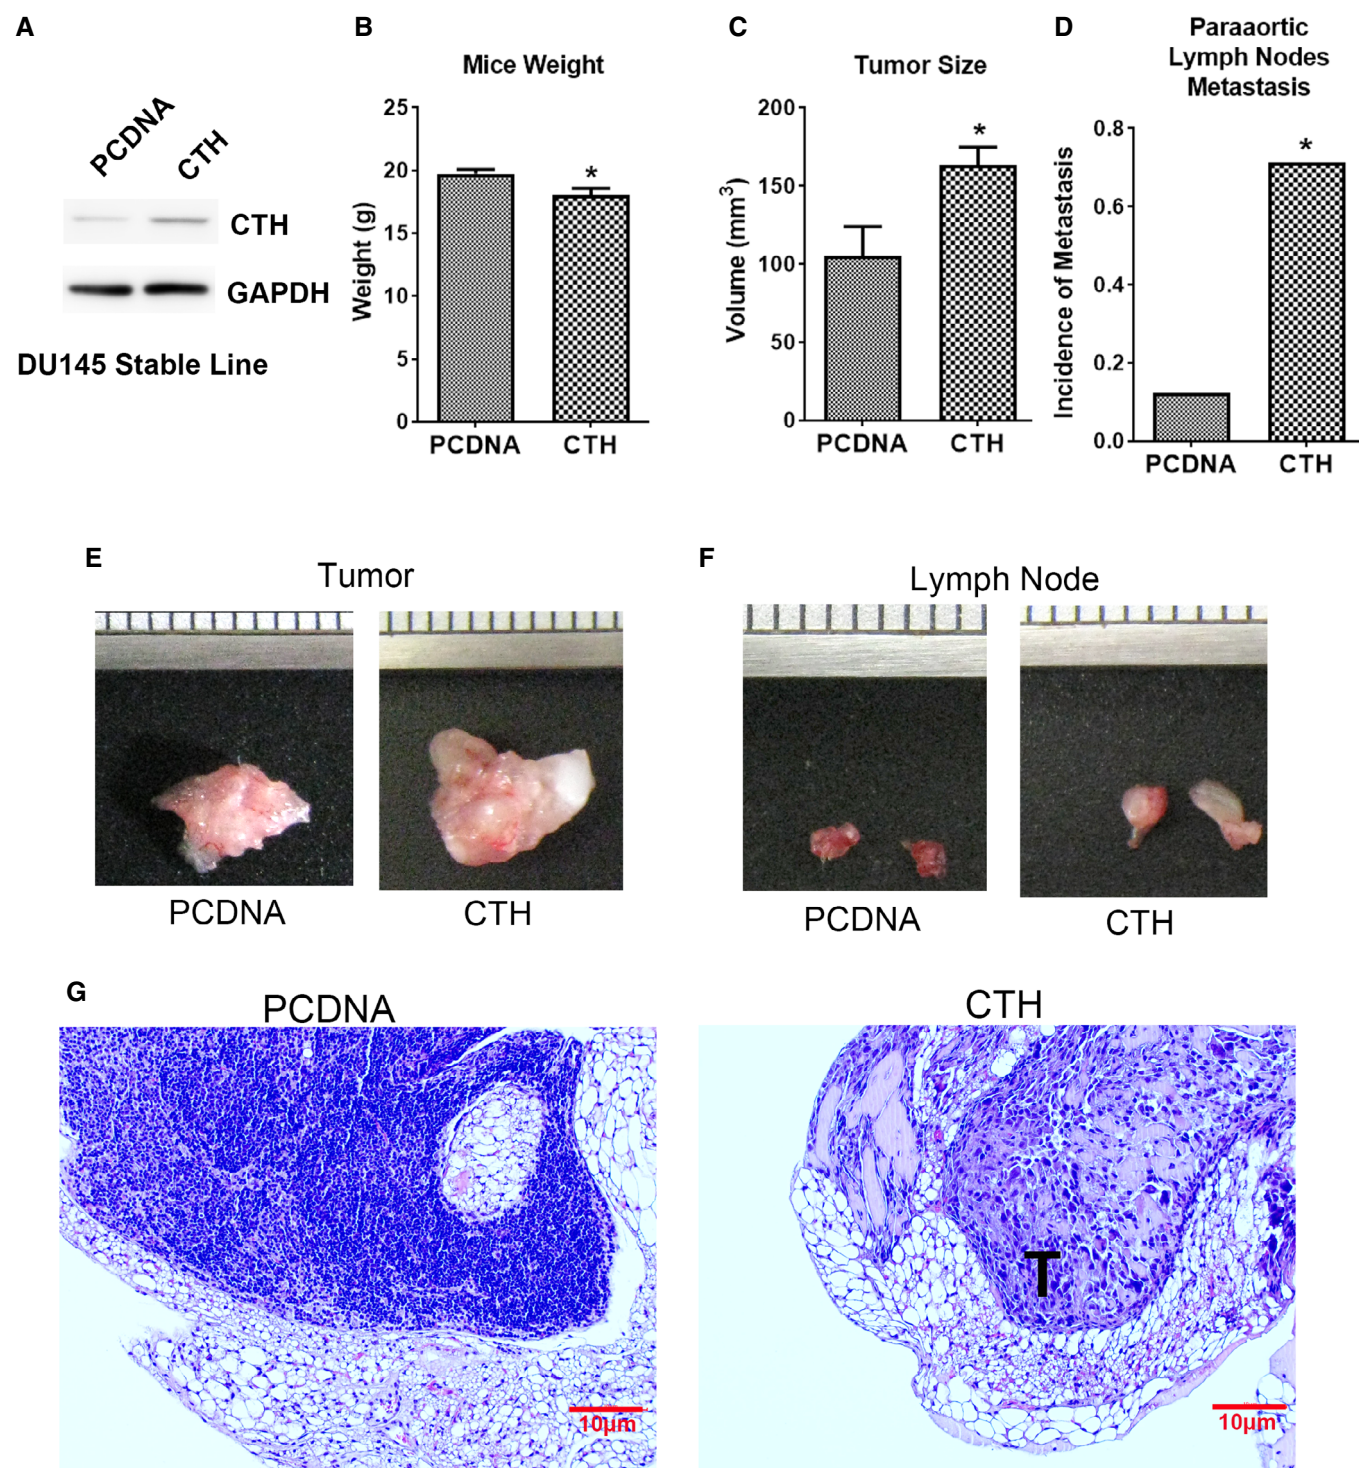 A
PCDNA
CTH
CTH
GAPDH
DU145 Stable Line
B
Mice Weight
Weight (g)
25
20
15
10
5
0
*
PCDNA
CTH
C
Tumor Size
Volume (mm³)
200
150
100
50
0
*
PCDNA
CTH
D
Paraaortic
Lymph Nodes
Metastasis
Incidence of Metastasis
0.8
0.6
0.4
0.2
0.0
*
PCDNA
CTH
E
Tumor
PCDNA
CTH
F
Lymph Node
PCDNA
CTH
G
PCDNA
10µm
CTH
T
10µm